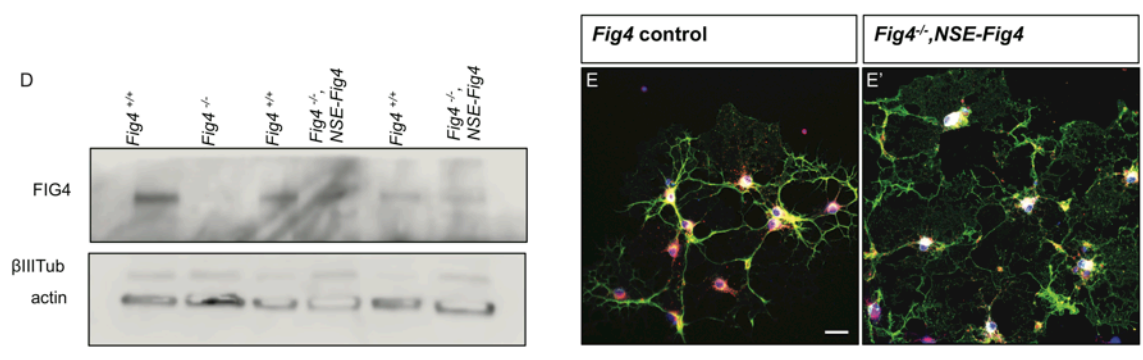 D
Fig4 +/+
Fig4 -/-
Fig4 +/+
Fig4 -/-,
NSE-Fig4
Fig4 +/+
Fig4 -/-,
NSE-Fig4
FIG4
βIIITub
actin
Fig4 control
Fig4-/-,NSE-Fig4
E
E'